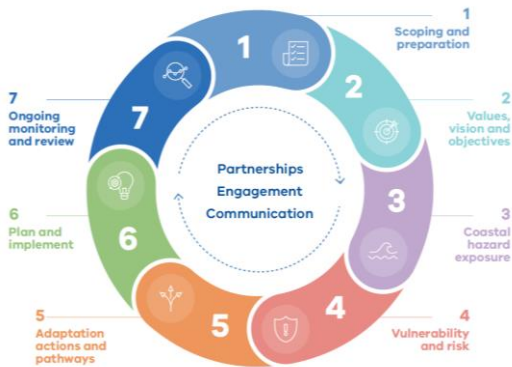 1
Scoping and
preparation
2
Values,
vision and
objectives
3
Coastal
hazard
exposure
4
Vulnerability
and risk
5
Adaptation
actions and
pathways
6
Plan and
implement
7
Ongoing
monitoring
and review
1
2
3
4
5
6
7
Partnerships
Engagement
Communication